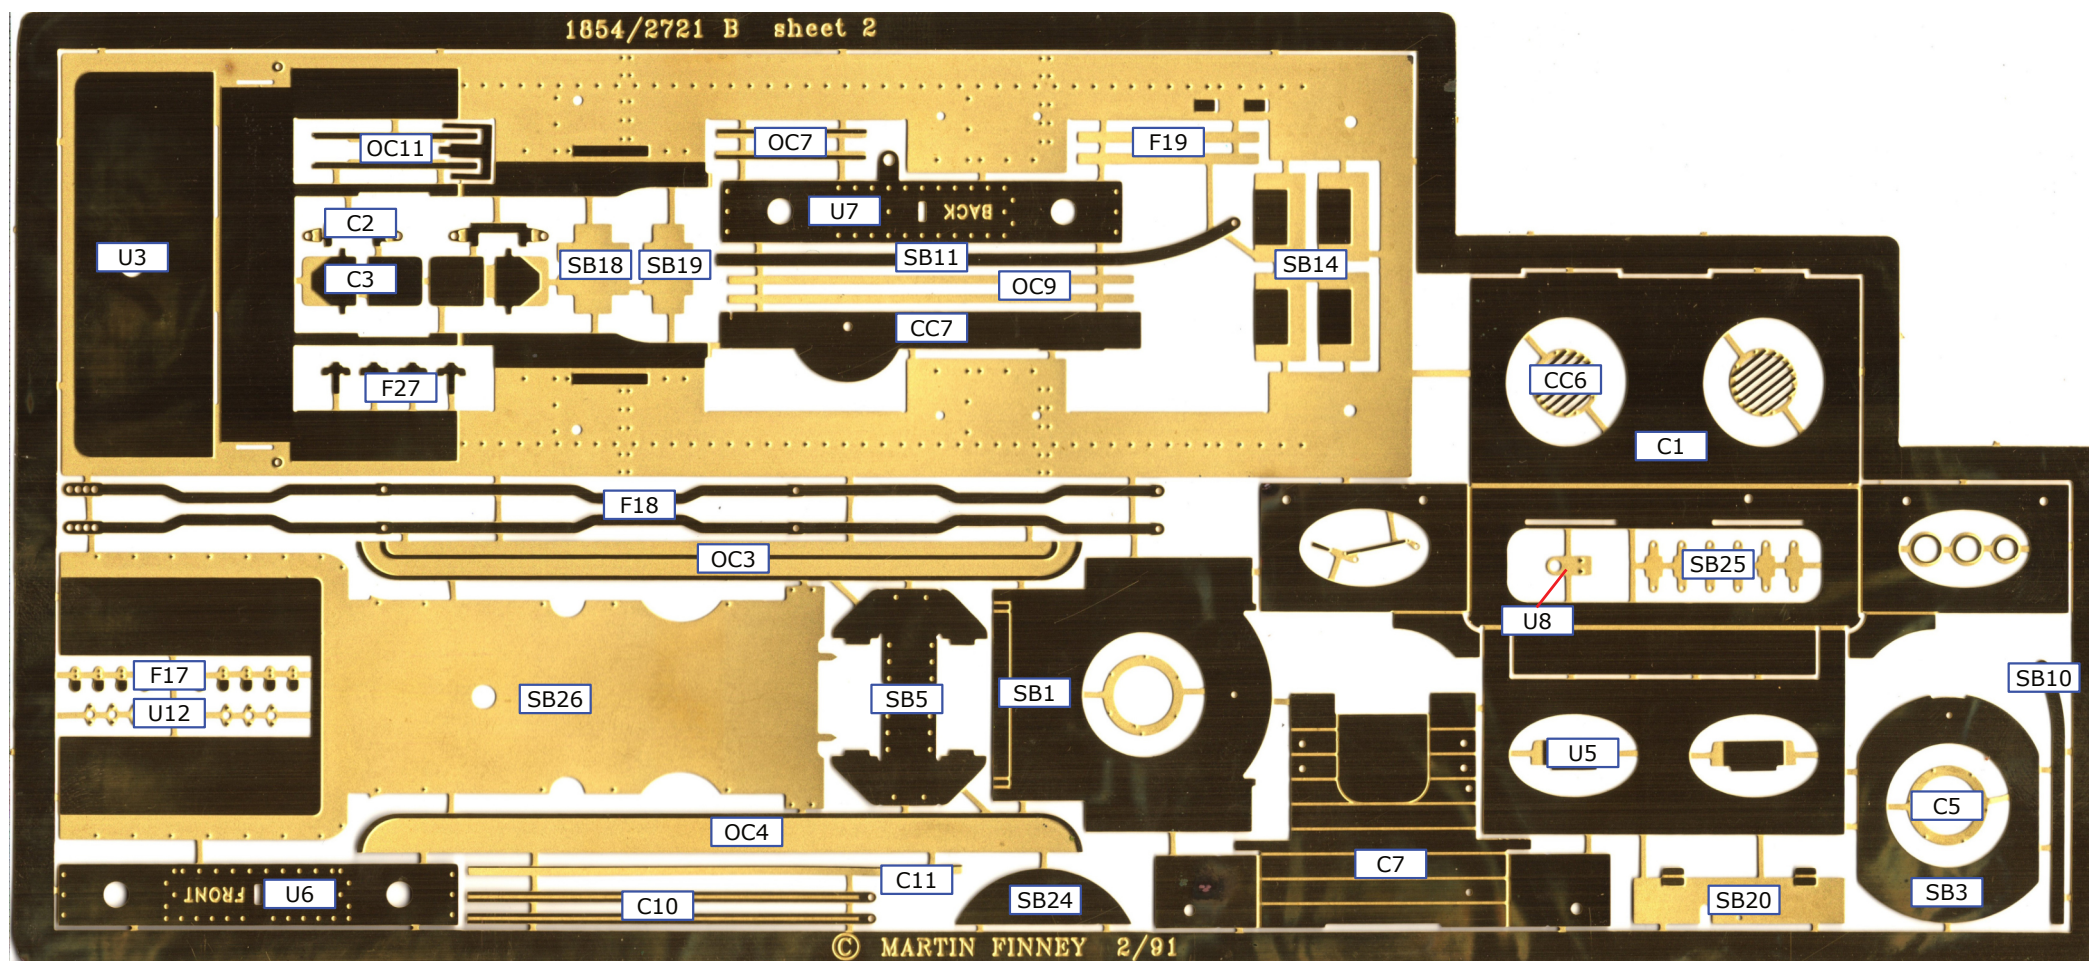 1854/2721 B sheet 2
OC11
OC7
F19
C2
U7
BACK
U3
C3
SB18
SB19
SB11
SB14
OC9
CC7
F27
CC6
C1
F18
OC3
SB25
U8
F17
U12
SB26
SB5
SB1
SB10
U5
OC4
C5
C7
C11
U6
FRONT
C10
SB24
SB20
SB3
© MARTIN FINNEY 2/91